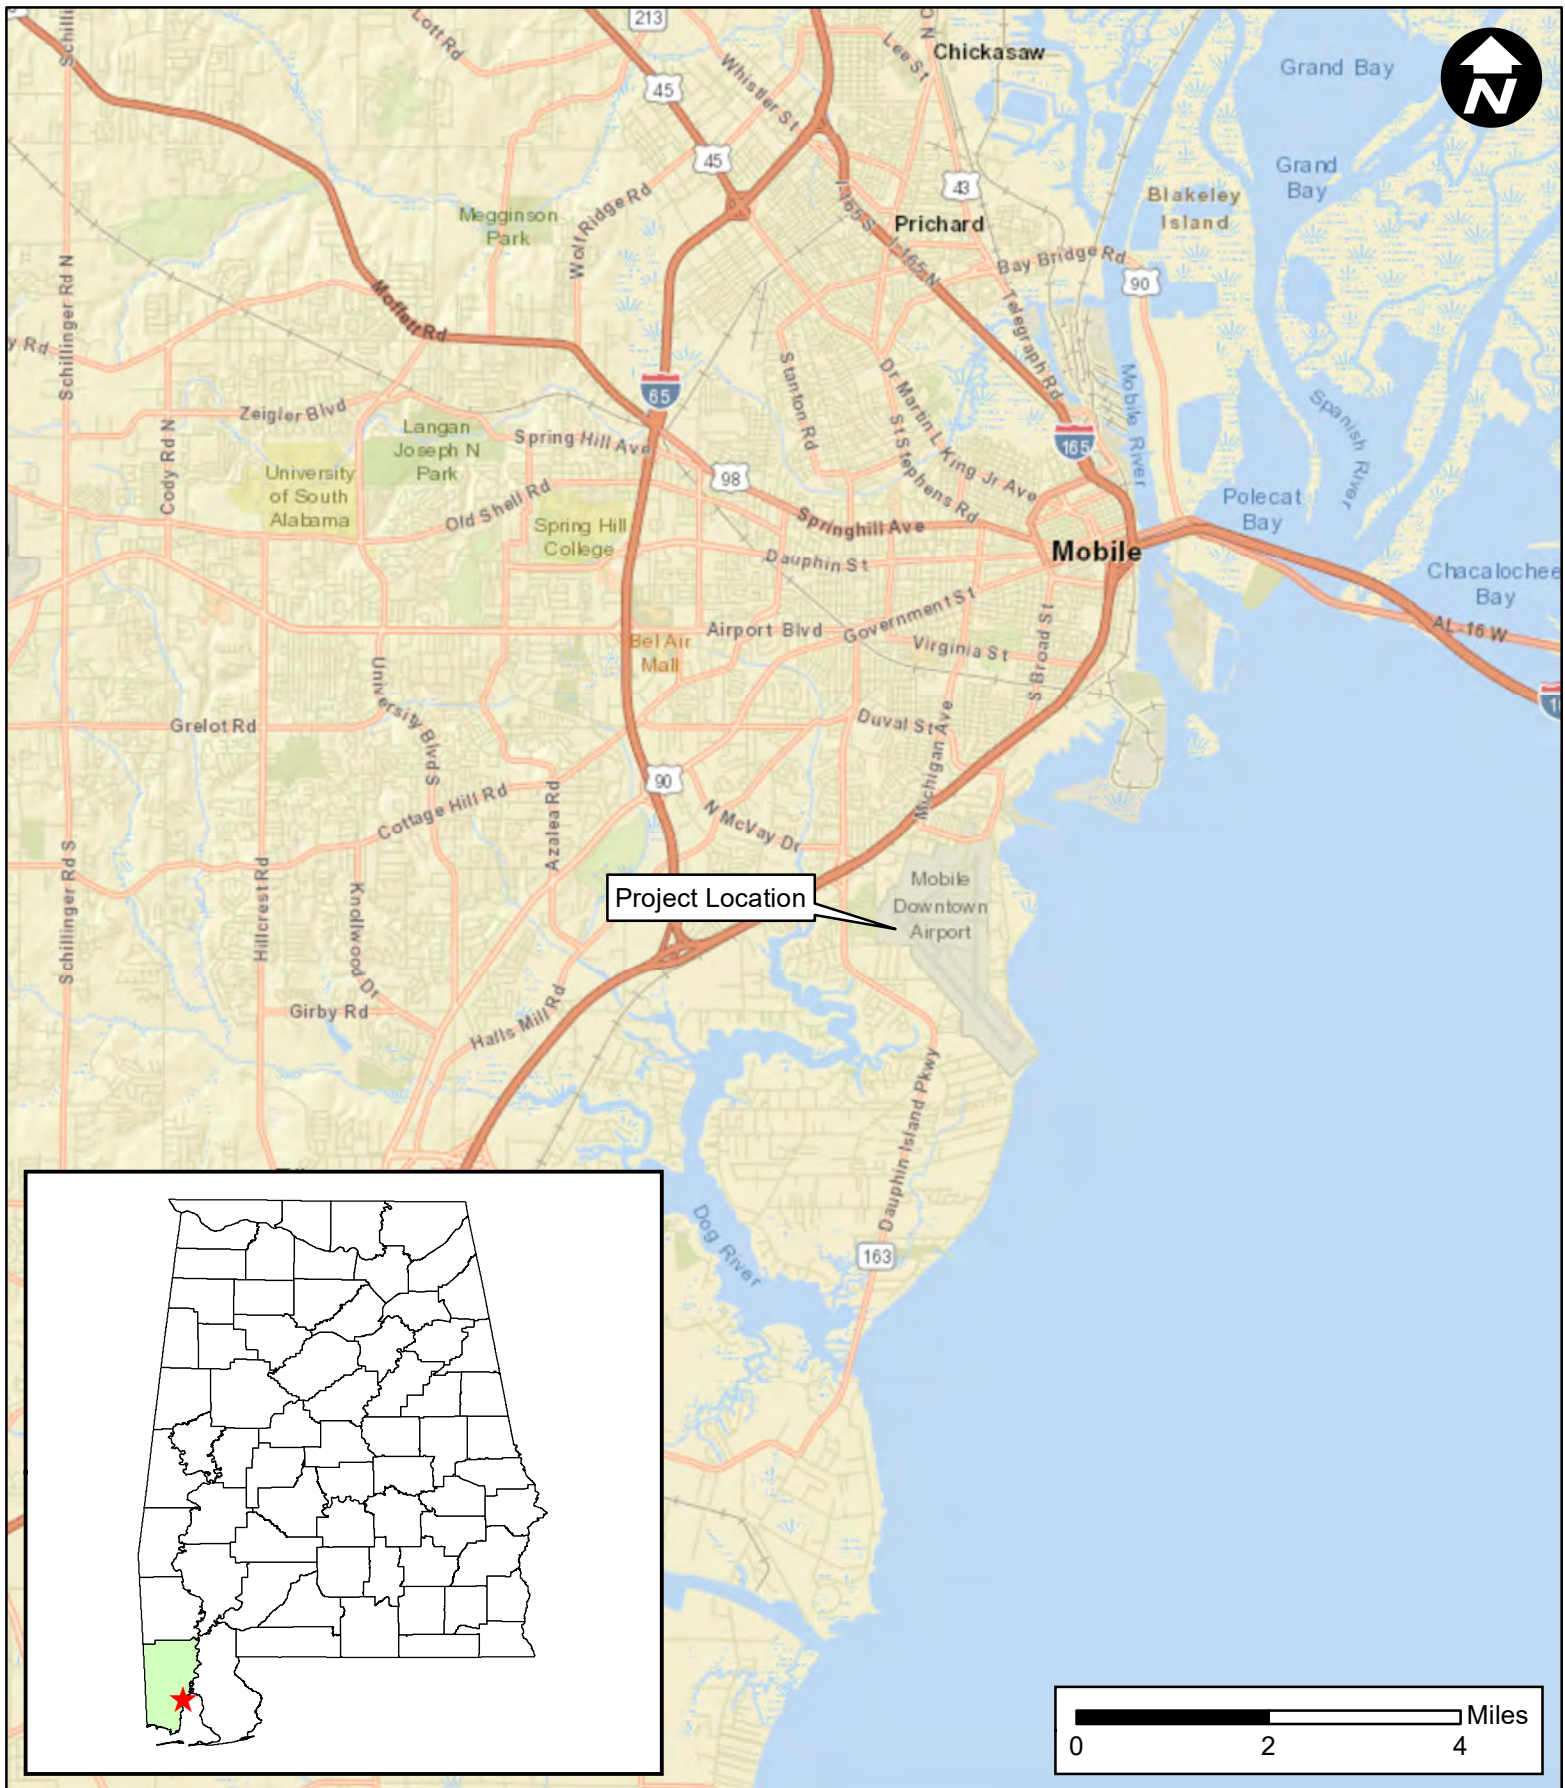 Lott Rd
213
Schilli
Lee St
N C
Chickasaw
Grand Bay
N
Whistler St
45
45
Grand
Bay
43
Blakeley
Island
Megginson
Park
Wolf Ridge Rd
I-165 S
Prichard
I-165 N
Bay Bridge Rd
90
Schillinger Rd N
Moffett Rd
Telegraph Rd
y Rd
Stanton Rd
Dr Martin L King Jr Ave
Mobile River
65
Spanish River
Zeigler Blvd
Langan
Joseph N
Park
Cody Rd N
Spring Hill Ave
St Stephens Rd
165
University
of South
Alabama
98
Polecat
Bay
Old Shell Rd
Spring Hill
College
Springhill Ave
Dauphin St
Mobile
Chacalochee
Bay
Airport Blvd
Government St
AL-16 W
Bel Air
Mall
Virginia St
S Broad St
University Blvd S
1
Grelot Rd
Duval St
Michigan Ave
90
Cottage Hill Rd
Azalea Rd
N McVay Dr
Schillinger Rd S
Hillcrest Rd
Knollwood Dr
Project Location
Mobile
Downtown
Airport
Girby Rd
Halls Mill Rd
Dauphin Island Pkwy
Dog River
163
Miles
0
2
4